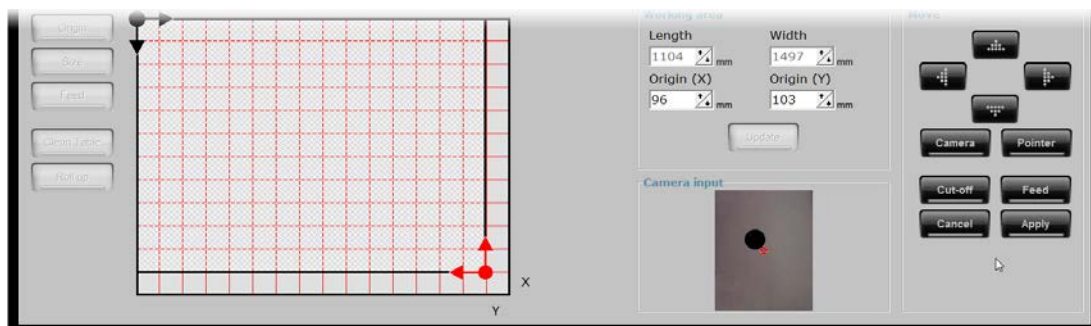 Working area
Move
Origin
Length
Width
1104 mm
1497 mm
Size
Origin (X)
Origin (Y)
Feed
96 mm
103 mm
Update
Clean Table
Camera
Pointer
Roll up
Camera input
Cut-off
Feed
Cancel
Apply
X
Y